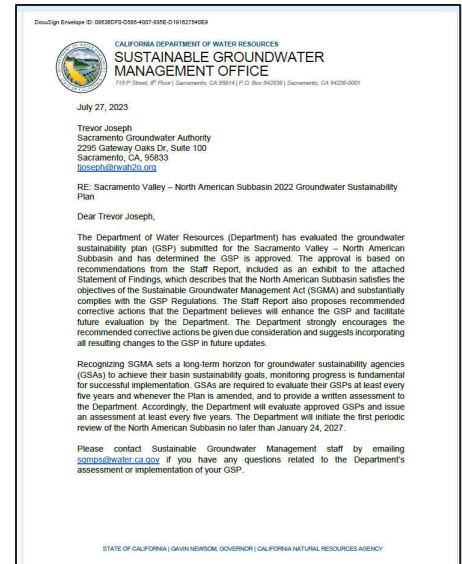 DocuSign Envelope ID: 08636DF0-D586-4007-885E-D191627540E9
CALIFORNIA DEPARTMENT OF WATER RESOURCES
SUSTAINABLE GROUNDWATER
MANAGEMENT OFFICE
715 P Street, 8th Floor | Sacramento, CA 95814 | P.O. Box 942836 | Sacramento, CA 94236-0001
July 27, 2023
Trevor Joseph
Sacramento Groundwater Authority
2295 Gateway Oaks Dr, Suite 100
Sacramento, CA, 95833
tjoseph@rwah2o.org
RE: Sacramento Valley – North American Subbasin 2022 Groundwater Sustainability
Plan
Dear Trevor Joseph,
The Department of Water Resources (Department) has evaluated the groundwater
sustainability plan (GSP) submitted for the Sacramento Valley – North American
Subbasin and has determined the GSP is approved. The approval is based on
recommendations from the Staff Report, included as an exhibit to the attached
Statement of Findings, which describes that the North American Subbasin satisfies the
objectives of the Sustainable Groundwater Management Act (SGMA) and substantially
complies with the GSP Regulations. The Staff Report also proposes recommended
corrective actions that the Department believes will enhance the GSP and facilitate
future evaluation by the Department. The Department strongly encourages the
recommended corrective actions be given due consideration and suggests incorporating
all resulting changes to the GSP in future updates.
Recognizing SGMA sets a long-term horizon for groundwater sustainability agencies
(GSAs) to achieve their basin sustainability goals, monitoring progress is fundamental
for successful implementation. GSAs are required to evaluate their GSPs at least every
five years and whenever the Plan is amended, and to provide a written assessment to
the Department. Accordingly, the Department will evaluate approved GSPs and issue
an assessment at least every five years. The Department will initiate the first periodic
review of the North American Subbasin no later than January 24, 2027.
Please contact Sustainable Groundwater Management staff by emailing
sgmps@water.ca.gov if you have any questions related to the Department's
assessment or implementation of your GSP.
STATE OF CALIFORNIA | GAVIN NEWSOM, GOVERNOR | CALIFORNIA NATURAL RESOURCES AGENCY